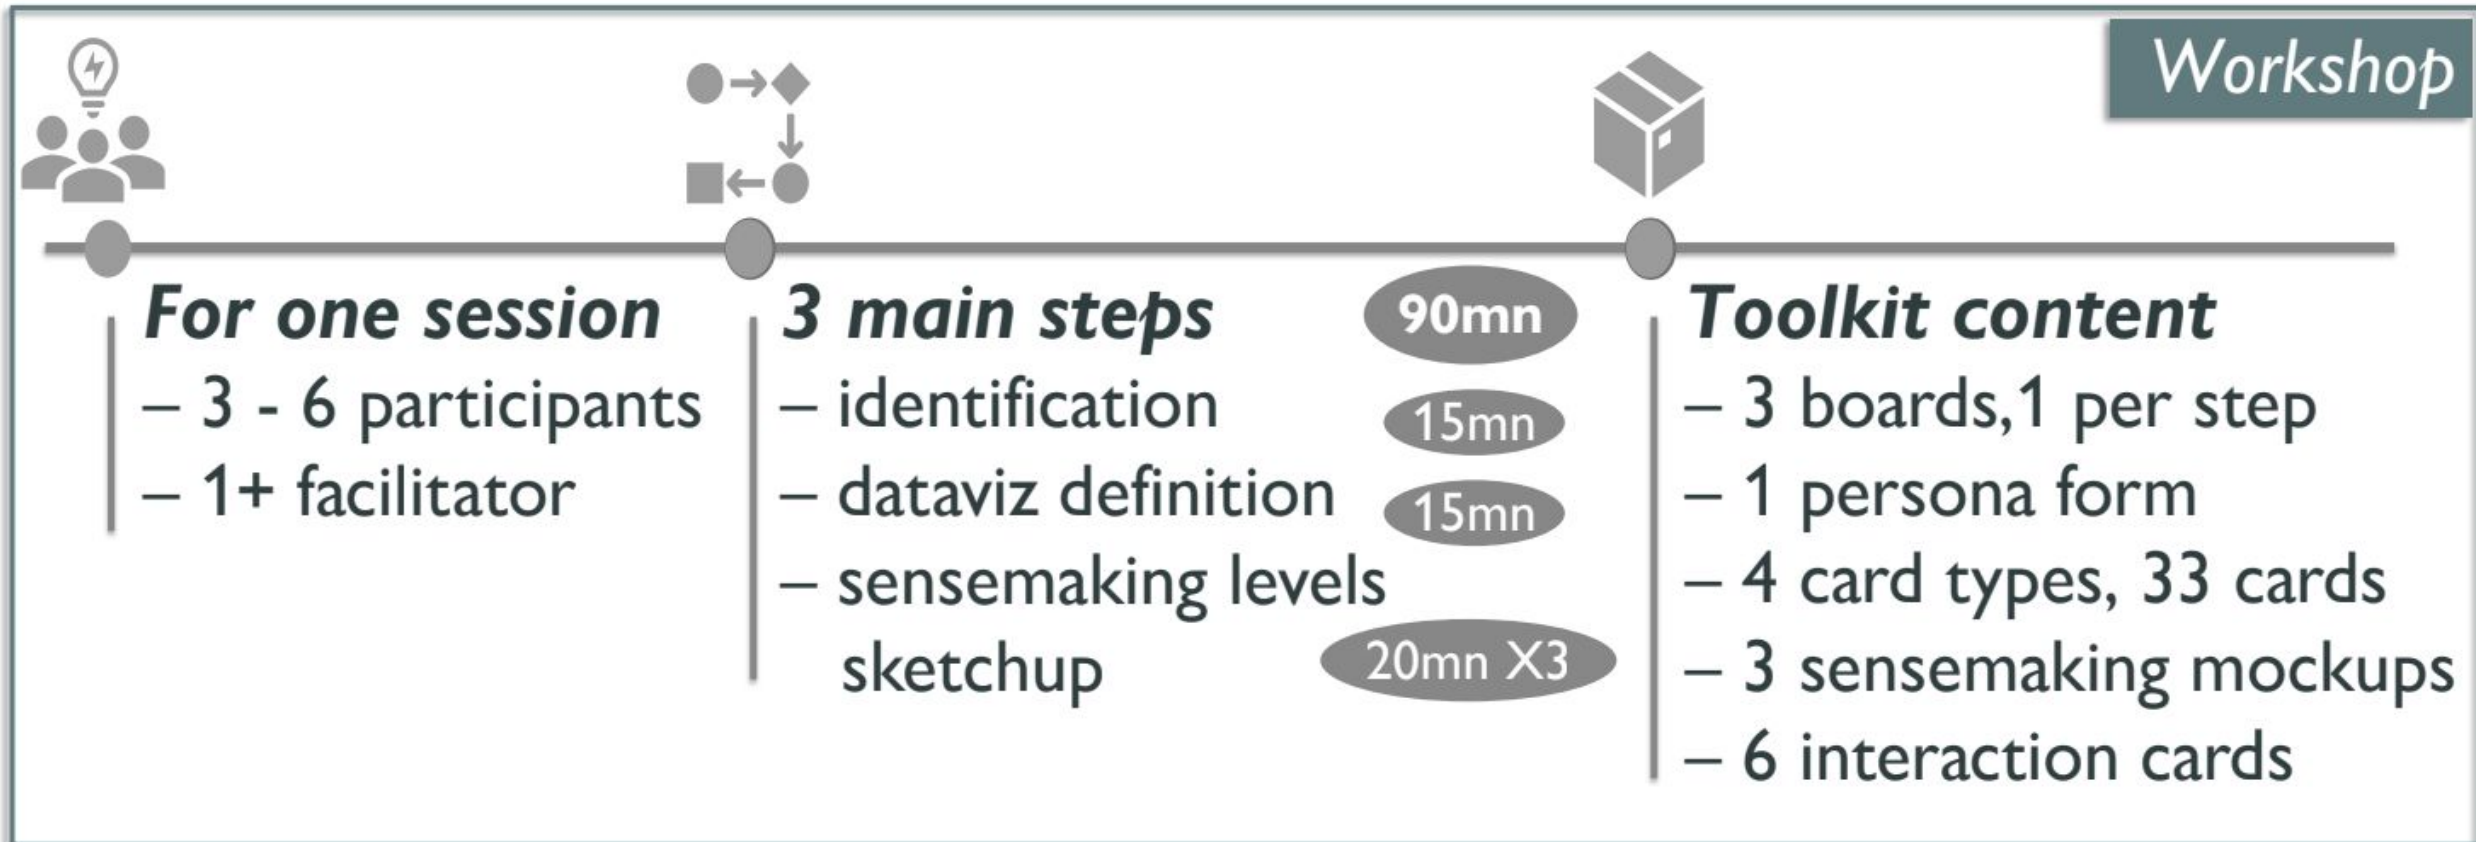 Workshop
For one session
– 3 - 6 participants
– 1+ facilitator
3 main steps
90mn
– identification
15mn
– dataviz definition
15mn
– sensemaking levels
sketchup
20mn X3
Toolkit content
– 3 boards,1 per step
– 1 persona form
– 4 card types, 33 cards
– 3 sensemaking mockups
– 6 interaction cards